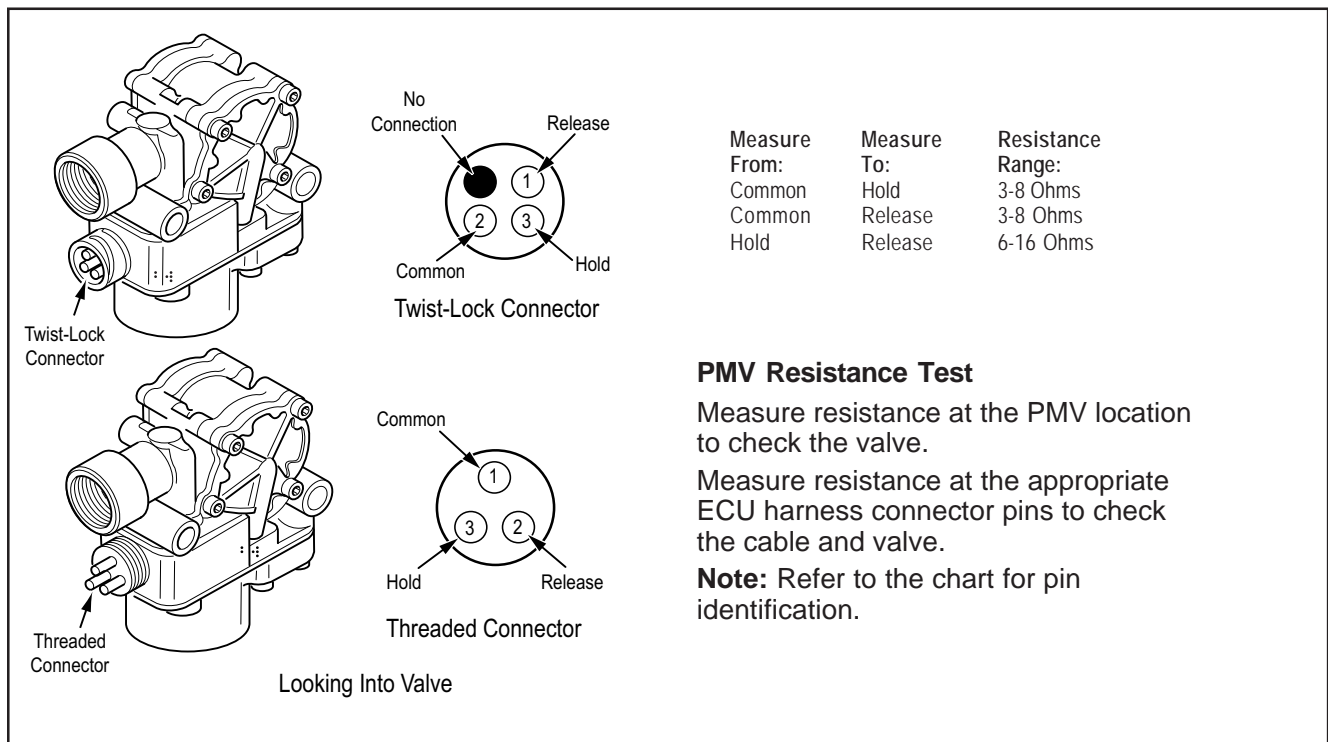 No
Connection
Release
1
2
3
Common
Hold
Twist-Lock Connector
Twist-Lock
Connector
Measure Measure Resistance
From: To: Range:
Common Hold 3-8 Ohms
Common Release 3-8 Ohms
Hold Release 6-16 Ohms
Common
1
3
2
Hold
Release
Threaded Connector
Threaded
Connector
Looking Into Valve
PMV Resistance Test
Measure resistance at the PMV location
to check the valve.
Measure resistance at the appropriate
ECU harness connector pins to check
the cable and valve.
Note: Refer to the chart for pin
identification.